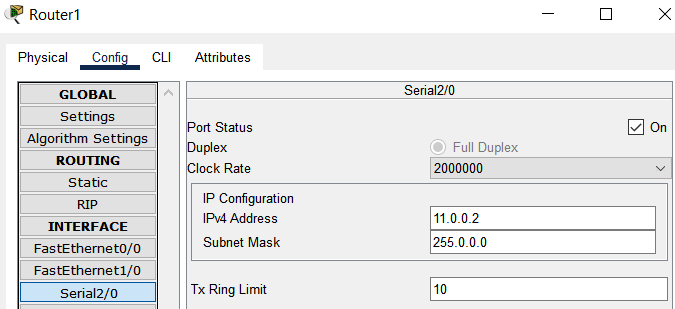 Router1
Physical Config CLI Attributes
GLOBAL
Settings
Algorithm Settings
ROUTING
Static
RIP
INTERFACE
FastEthernet0/0
FastEthernet1/0
Serial2/0
Serial2/0
Port Status On
Duplex Full Duplex
Clock Rate 2000000
IP Configuration
IPv4 Address 11.0.0.2
Subnet Mask 255.0.0.0
Tx Ring Limit 10